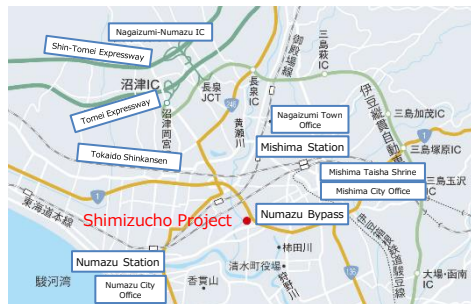 Nagaizumi-Numazu IC
Shin-Tomei Expressway
御殿場線
三島萩IC
沼津IC
長泉JCT
長泉IC
伊豆縦貫自動車
Tomei Expressway
沼津岡宮
246
黄瀬川
Nagaizumi Town Office
三島加茂IC
1
三島塚原IC
Tokaido Shinkansen
Mishima Station
Mishima Taisha Shrine
三島玉沢IC
Mishima City Office
1
東海道本線
Shimizucho Project
Numazu Bypass
伊豆箱根鉄道駿豆線
柿田川
Numazu Station
清水町役場
狩野川
大場・函南IC
駿河湾
Numazu City Office
香貫山
136